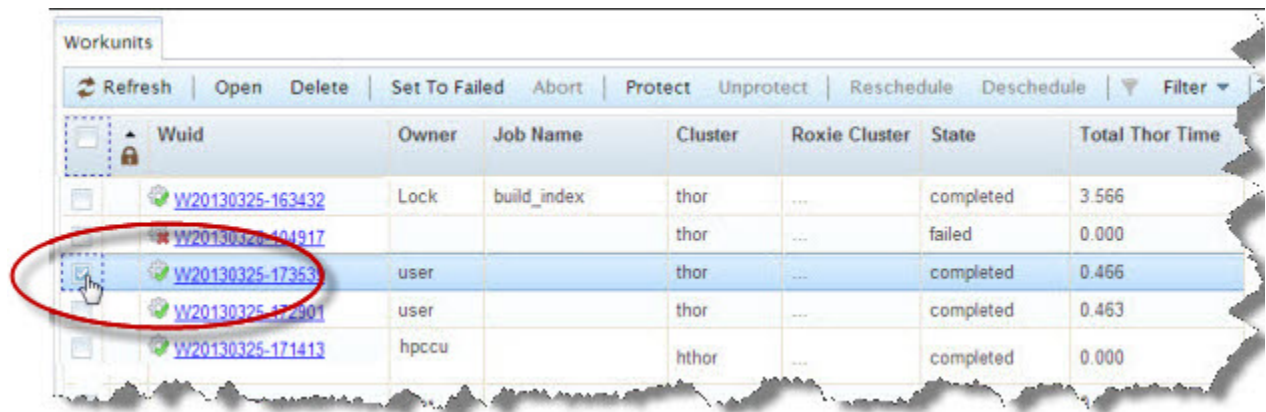 Workunits
Refresh Open Delete Set To Failed Abort Protect Unprotect Reschedule Deschedule Filter
Wuid Owner Job Name Cluster Roxie Cluster State Total Thor Time
W20130325-163432 Lock build_index thor ... completed 3.566
thor ... failed 0.000
user thor ... completed 0.466
W20130325-172901 user thor ... completed 0.463
W20130325-171413 hpccu hthor ... completed 0.000